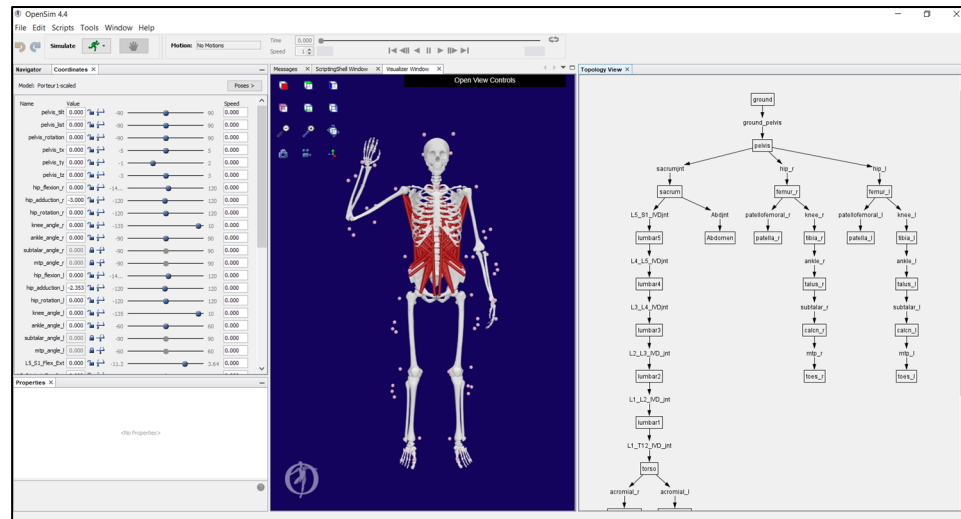 OpenSim 4.4
File Edit Scripts Tools Window Help
Simulate
Motion: No Motions
Time 0.000
Speed 1
Navigator Coordinates ×
Model: Porteur1-scaled
Poses >
Name Value Speed
pelvis_tilt 0.000 -90 90 0.000
pelvis_list 0.000 -90 90 0.000
pelvis_rotation 0.000 -90 90 0.000
pelvis_tx 0.000 -5 5 0.000
pelvis_ty 0.000 -1 2 0.000
pelvis_tz 0.000 -3 3 0.000
hip_flexion_r 0.000 -14... 120 0.000
hip_adduction_r -3.000 -120 120 0.000
hip_rotation_r 0.000 -120 120 0.000
knee_angle_r 0.000 -135 10 0.000
ankle_angle_r 0.000 -90 90 0.000
subtalar_angle_r 0.000 -90 90 0.000
mtp_angle_r 0.000 -90 90 0.000
hip_flexion_l 0.000 -14... 120 0.000
hip_adduction_l -2.353 -120 120 0.000
hip_rotation_l 0.000 -120 120 0.000
knee_angle_l 0.000 -135 10 0.000
ankle_angle_l 0.000 -60 60 0.000
subtalar_angle_l 0.000 -90 90 0.000
mtp_angle_l 0.000 -60 60 0.000
L5_S1_Flex_Ext 0.000 -11.2 3.64 0.000
Properties ×
<No Properties>
Messages × ScriptingShell Window × Visualizer Window ×
Open View Controls
Topology View ×
ground
ground_pelvis
pelvis
sacrumjnt hip_r hip_l
sacrum femur_r femur_l
L5_S1_IVDjnt Abdjnt patellofemoral_r knee_r patellofemoral_l knee_l
lumbar5 Abdomen patella_r tibia_r patella_l tibia_l
L4_L5_IVDjnt ankle_r ankle_l
lumbar4 talus_r talus_l
L3_L4_IVDjnt subtalar_r subtalar_l
lumbar3 calcn_r calcn_l
L2_L3_IVD_jnt mtp_r mtp_l
lumbar2 toes_r toes_l
L1_L2_IVD_jnt
lumbar1
L1_T12_IVD_jnt
torso
acromial_r acromial_l